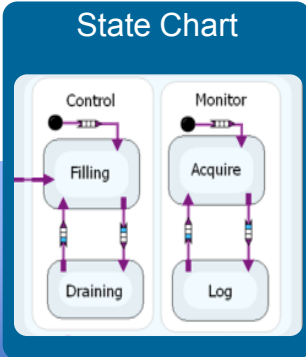 State Chart
Control
Monitor
Filling
Acquire
Draining
Log